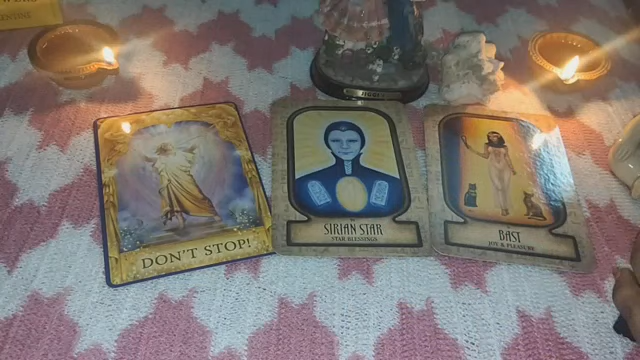 DON'T STOP!
SIRIAN STAR
STAR BLESSINGS
BAST
JOY & PLEASURE